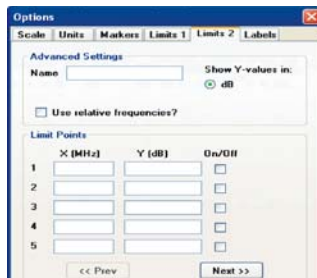 Options
Scale Units Markers Limits 1 Limits 2 Labels
Advanced Settings
Name
Show Y-values in:
dB
Use relative frequencies?
Limit Points
X (MHz) Y (dB) On/Off
1
2
3
4
5
<< Prev Next >>